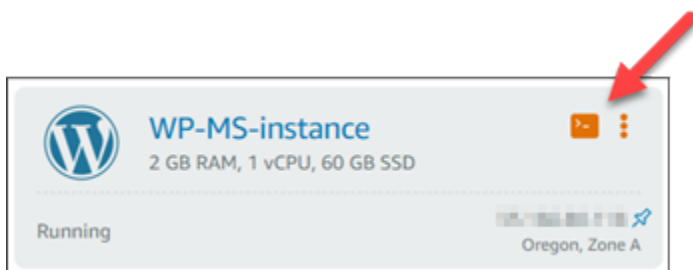 WP-MS-instance
2 GB RAM, 1 vCPU, 60 GB SSD
Running
Oregon, Zone A